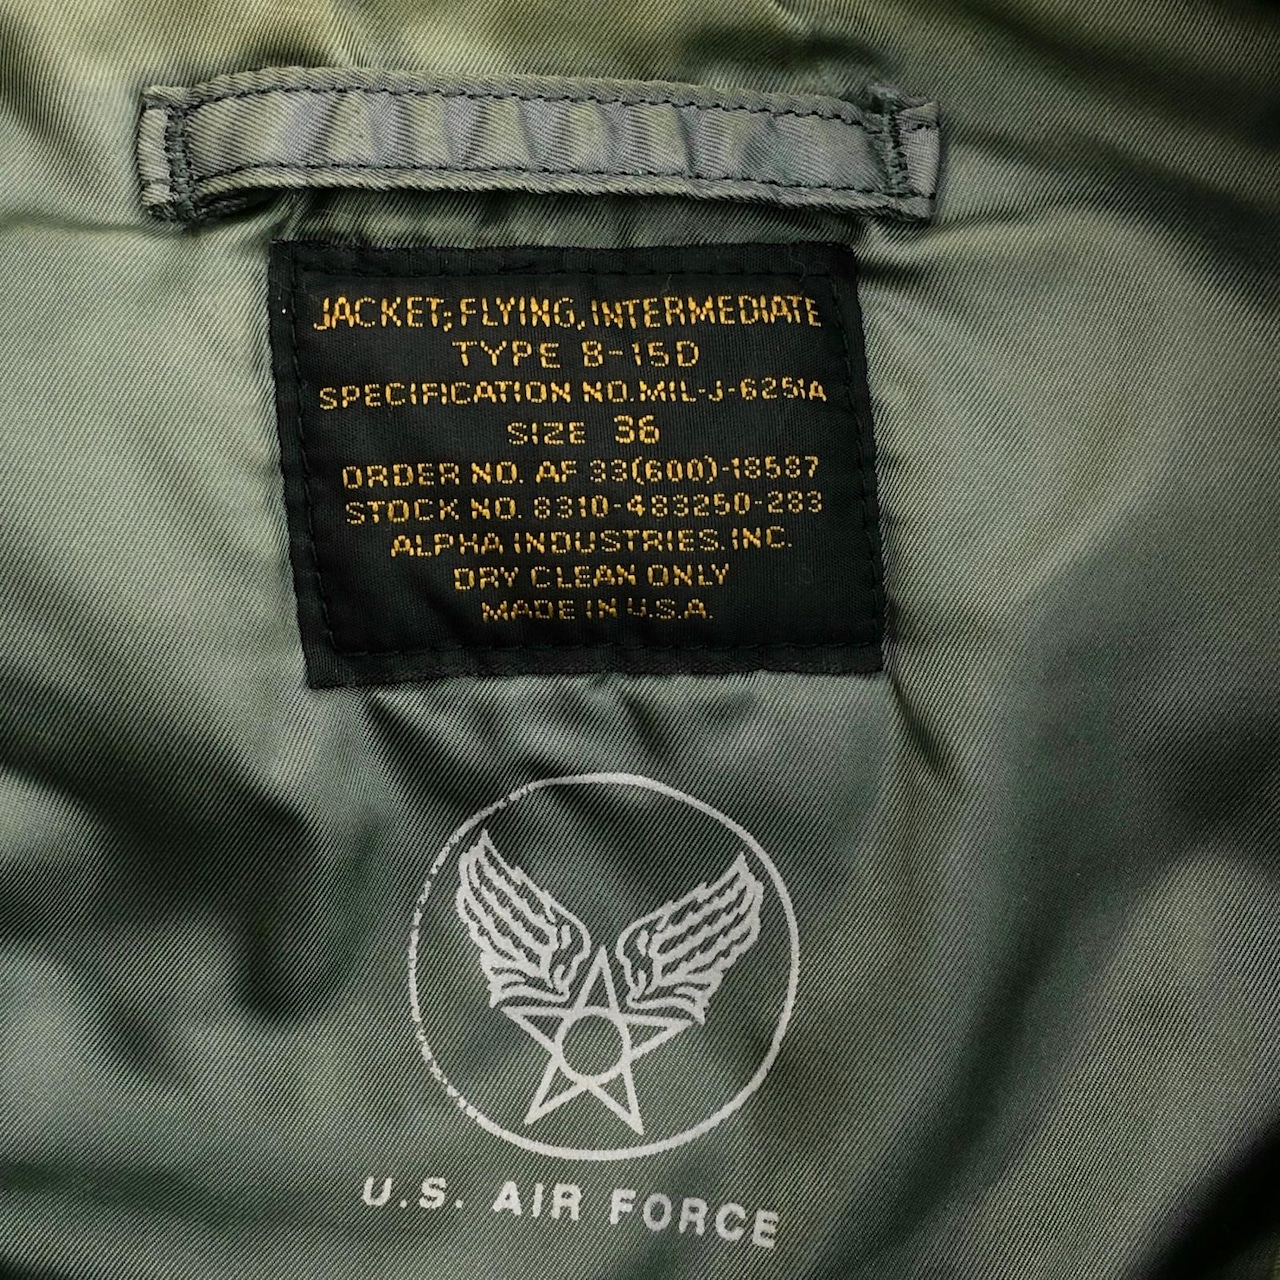 JACKET; FLYING, INTERMEDIATE
TYPE B-15D
SPECIFICATION NO. MIL-J-6251A
SIZE 36
ORDER NO. AF 33(600)-18587
STOCK NO. 8310-483250-283
ALPHA INDUSTRIES. INC.
DRY CLEAN ONLY
MADE IN U.S.A.
U.S. AIR FORCE